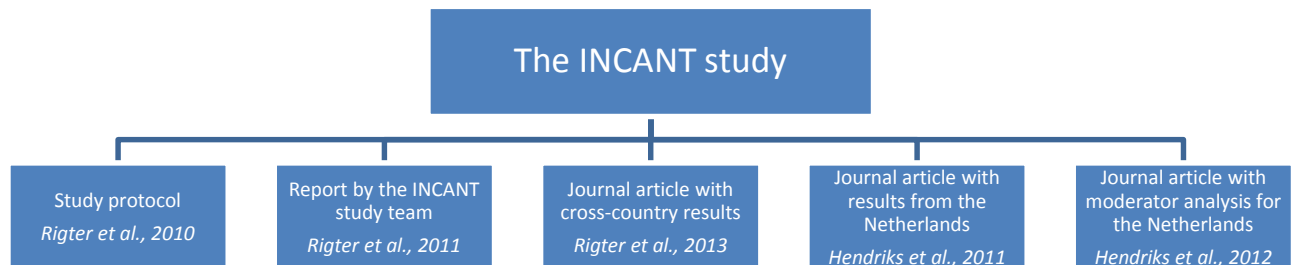 The INCANT study
Study protocol
Rigter et al., 2010
Report by the INCANT
study team
Rigter et al., 2011
Journal article with
cross-country results
Rigter et al., 2013
Journal article with
results from the
Netherlands
Hendriks et al., 2011
Journal article with
moderator analysis for
the Netherlands
Hendriks et al., 2012